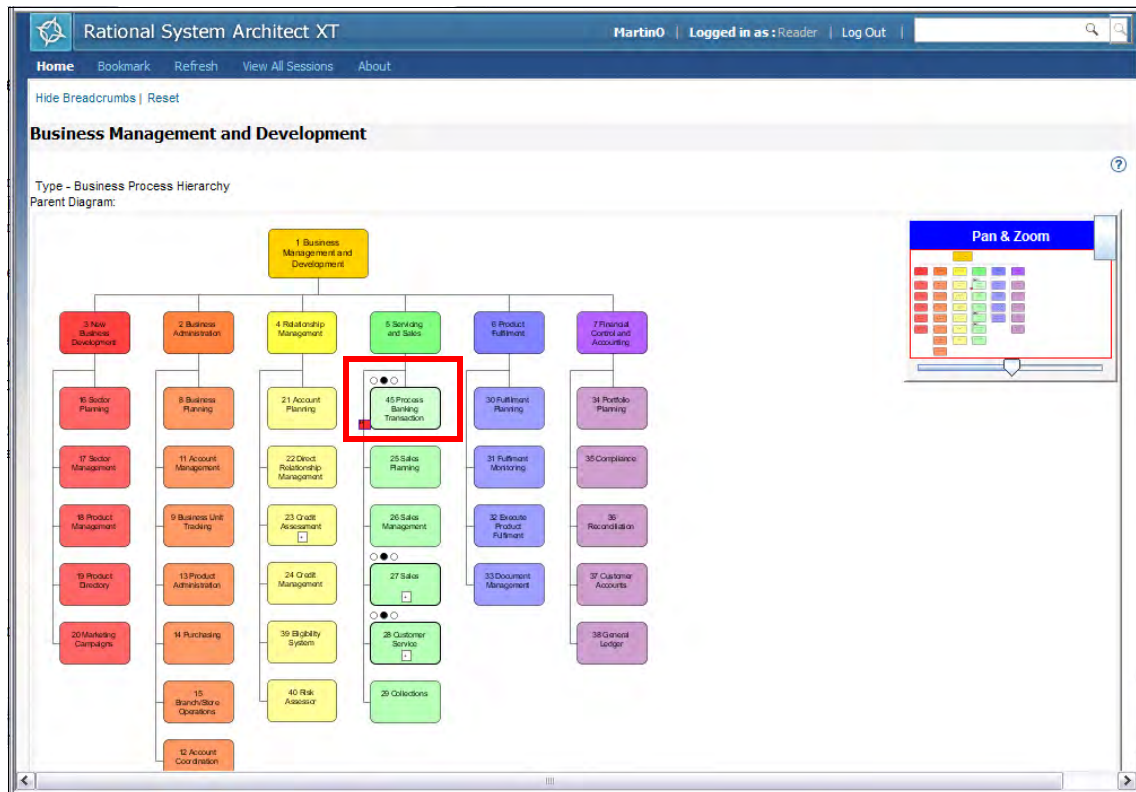 Rational System Architect XT
MartinO | Logged in as : Reader | Log Out |
Home Bookmark Refresh View All Sessions About
Hide Breadcrumbs | Reset
Business Management and Development
Type - Business Process Hierarchy
Parent Diagram:
Pan & Zoom
1 Business
Management and
Development
3 New
Business
Development
2 Business
Administration
4 Relationship
Management
5 Servicing
and Sales
6 Product
Fulfilment
7 Financial
Control and
Accounting
16 Sector
Planning
8 Business
Planning
21 Account
Planning
45 Process
Banking
Transaction
30 Fulfilment
Planning
34 Portfolio
Planning
17 Sector
Management
11 Account
Management
22 Direct
Relationship
Management
25 Sales
Planning
31 Fulfilment
Monitoring
35 Compliance
18 Product
Management
9 Business Unit
Tracking
23 Credit
Assessment
26 Sales
Management
32 Execute
Product
Fulfilment
36
Reconciliation
19 Product
Directory
13 Product
Administration
24 Credit
Management
27 Sales
33 Document
Management
37 Customer
Accounts
20 Marketing
Campaigns
14 Purchasing
39 Eligibility
System
28 Customer
Service
38 General
Ledger
15
Branch/Store
Operations
40 Risk
Assessor
29 Collections
12 Account
Coordination